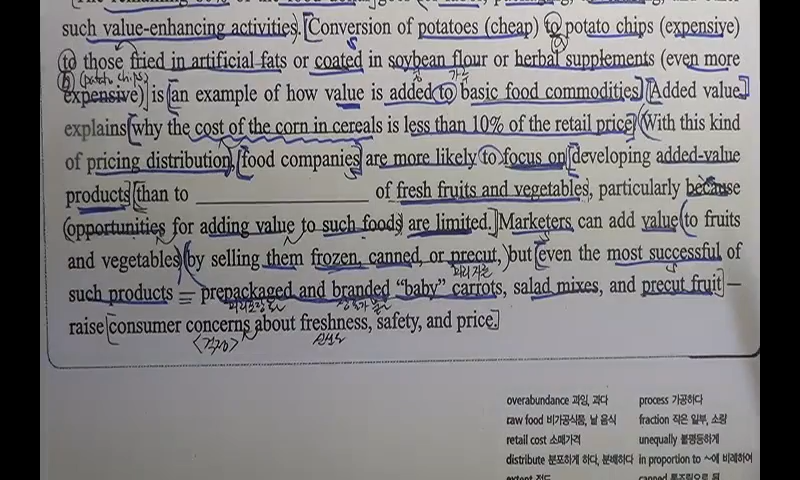 such value-enhancing activities). Conversion of potatoes (cheap) to potato chips (expensive)
to those fried in artificial fats or coated in soybean flour or herbal supplements (even more
(potato chips)
expensive) is an example of how value is added to basic food commodities. Added value
explains why the cost of the corn in cereals is less than 10% of the retail price. With this kind
of pricing distribution, food companies are more likely to focus on developing added-value
products than to ____________________ of fresh fruits and vegetables, particularly because
opportunities for adding value to such foods are limited. Marketers can add value to fruits
and vegetables by selling them frozen, canned, or precut, but even the most successful of
such products — prepackaged and branded “baby” carrots, salad mixes, and precut fruit —
raise consumer concerns about freshness, safety, and price.
<걱정> 신선도
overabundance 과잉, 과다 process 가공하다
raw food 비가공식품, 날 음식 fraction 작은 일부, 소량
retail cost 소매가격 unequally 불평등하게
distribute 분포하게 하다, 분배하다 in proportion to ~에 비례하여